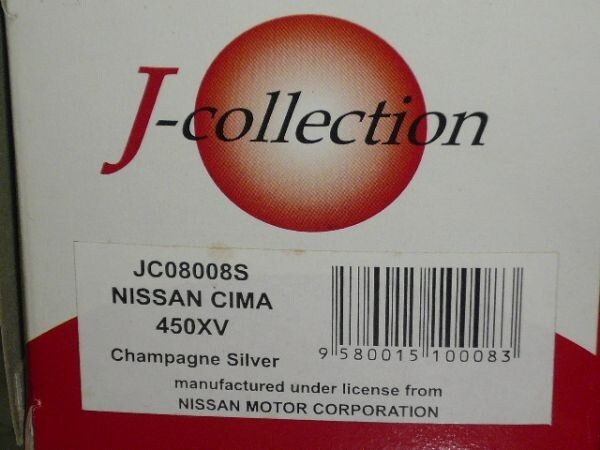 J-collection
JC08008S
NISSAN CIMA
450XV
Champagne Silver
9 580015 100083
manufactured under license from
NISSAN MOTOR CORPORATION